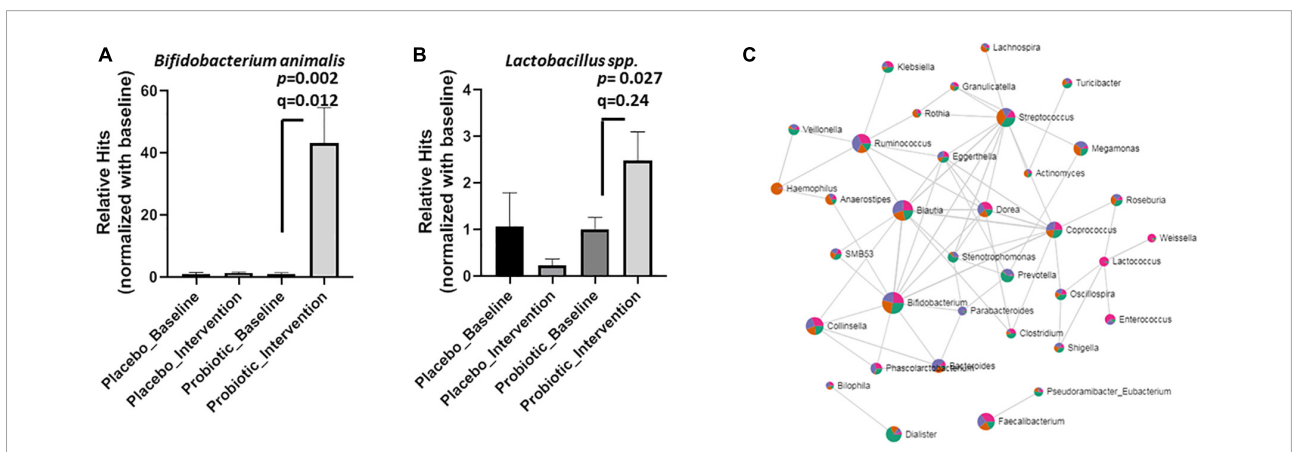 A
Bifidobacterium animalis
p=0.002
q=0.012
Relative Hits
(normalized with baseline)
60
40
20
0
Placebo_Baseline
Placebo_Intervention
Probiotic_Baseline
Probiotic_Intervention
B
Lactobacillus spp.
p= 0.027
q=0.24
Relative Hits
(normalized with baseline)
4
3
2
1
0
Placebo_Baseline
Placebo_Intervention
Probiotic_Baseline
Probiotic_Intervention
C
Lachnospira
Klebsiella
Turicibacter
Granulicatella
Rothia
Streptococcus
Veillonella
Ruminococcus
Megamonas
Eggerthella
Actinomyces
Haemophilus
Anaerostipes
Roseburia
Blautia
Dorea
Coprococcus
Weissella
SMB53
Stenotrophomonas
Lactococcus
Prevotella
Oscillospira
Bifidobacterium
Parabacteroides
Enterococcus
Collinsella
Clostridium
Shigella
Phascolarctobacterium
Bacteroides
Bilophila
Pseudoramibacter_Eubacterium
Faecalibacterium
Dialister